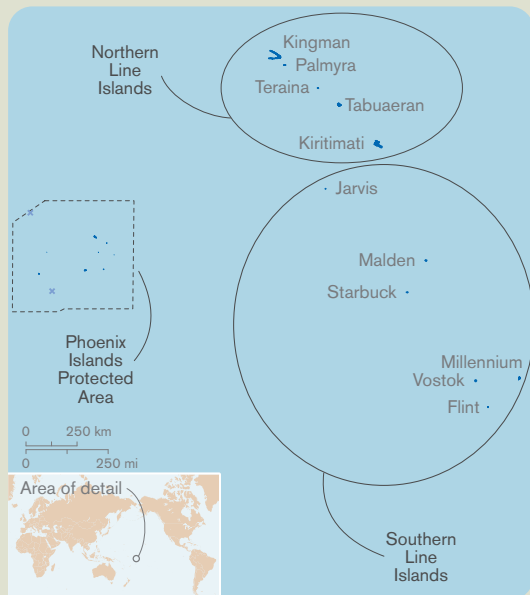 Northern
Line
Islands
Kingman
Palmyra
Teraina
Tabuaeran
Kiritimati
Jarvis
Malden
Starbuck
Millennium
Vostok
Flint
Phoenix
Islands
Protected
Area
0 250 km
0 250 mi
Area of detail
Southern
Line
Islands